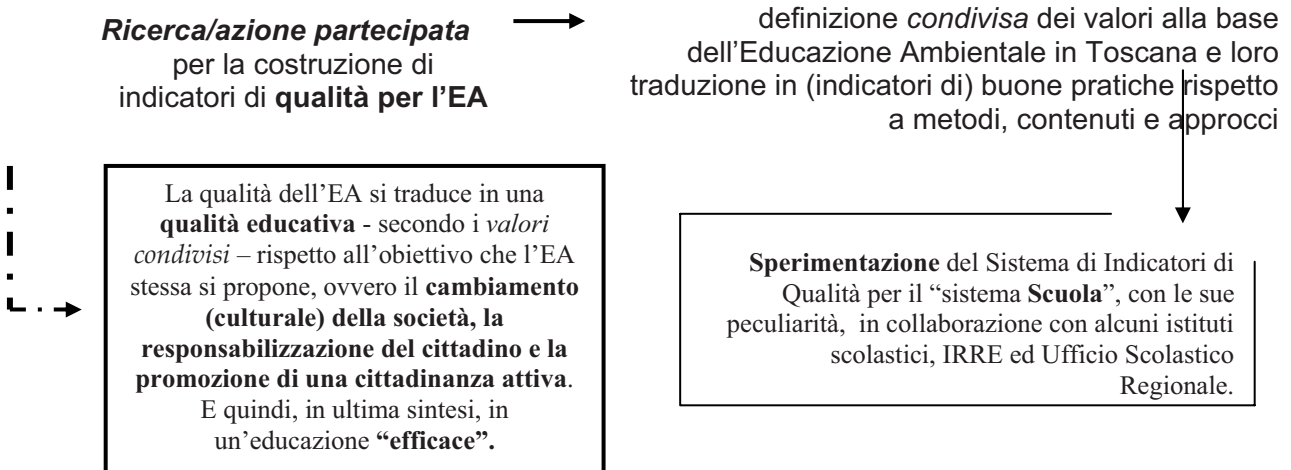 Ricerca/azione partecipata
per la costruzione di
indicatori di qualità per l’EA
definizione condivisa dei valori alla base
dell’Educazione Ambientale in Toscana e loro
traduzione in (indicatori di) buone pratiche rispetto
a metodi, contenuti e approcci
La qualità dell’EA si traduce in una
qualità educativa - secondo i valori
condivisi – rispetto all’obiettivo che l’EA
stessa si propone, ovvero il cambiamento
(culturale) della società, la
responsabilizzazione del cittadino e la
promozione di una cittadinanza attiva.
E quindi, in ultima sintesi, in
un’educazione “efficace”.
Sperimentazione del Sistema di Indicatori di
Qualità per il “sistema Scuola”, con le sue
peculiarità, in collaborazione con alcuni istituti
scolastici, IRRE ed Ufficio Scolastico
Regionale.